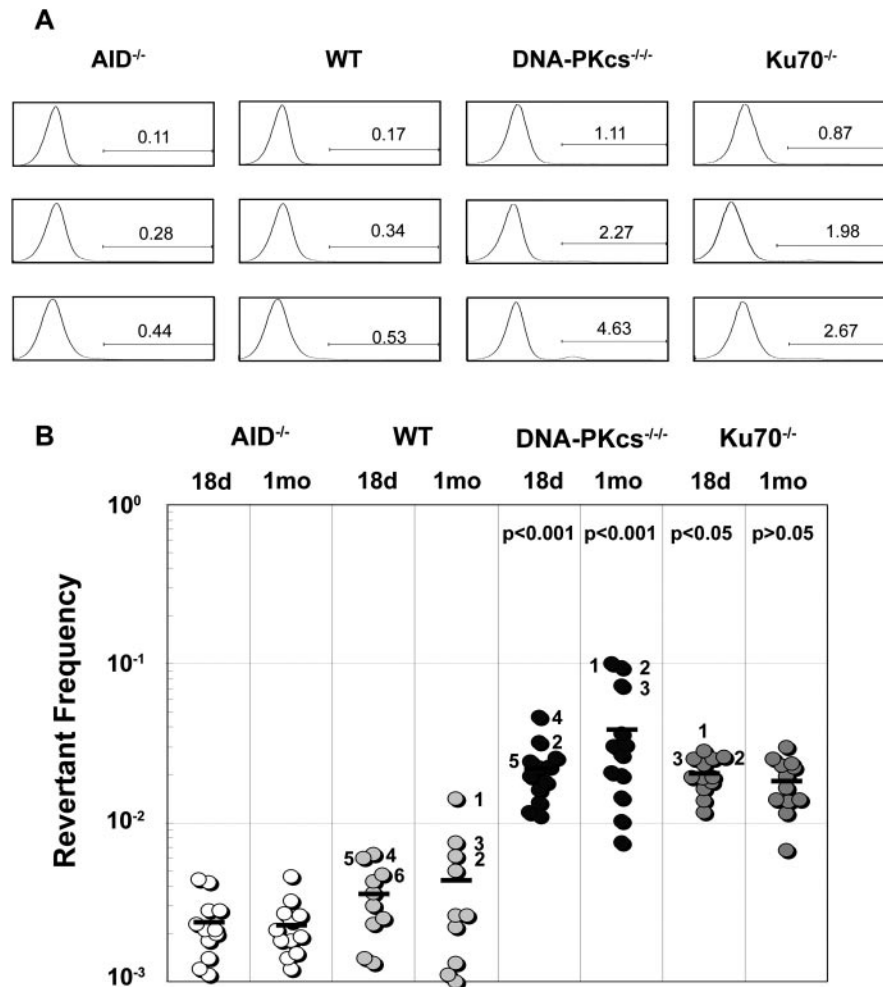 A
AID-/- WT DNA-PKcs-/-/- Ku70-/-
0.11 0.17 1.11 0.87
0.28 0.34 2.27 1.98
0.44 0.53 4.63 2.67
B
AID-/- WT DNA-PKcs-/-/- Ku70-/-
18d 1mo 18d 1mo 18d 1mo 18d 1mo
10⁰
p<0.001 p<0.001 p<0.05 p>0.05
Revertant Frequency
10⁻¹
1 2
3
4
1
2
5
3 2
10⁻²
1
3
5 4 2
6
10⁻³